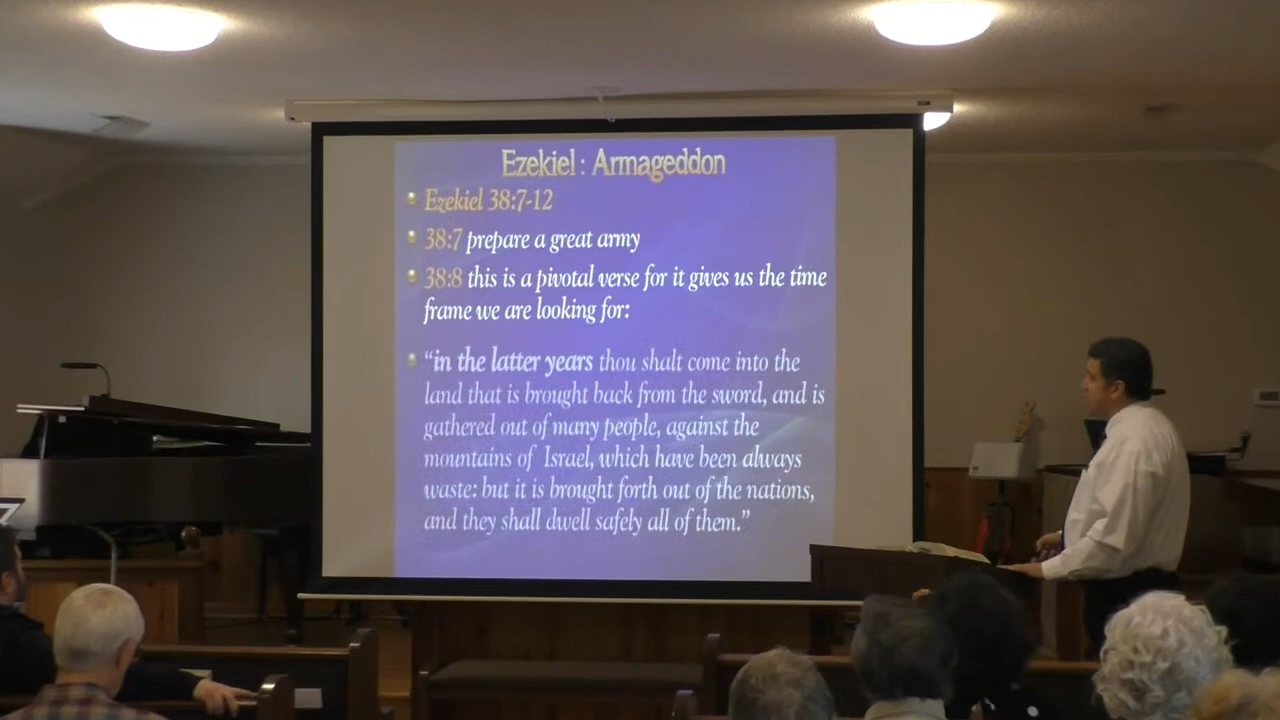 Ezekiel : Armageddon
• Ezekiel 38:7-12
• 38:7 prepare a great army
• 38:8 this is a pivotal verse for it gives us the time
frame we are looking for:
• “in the latter years thou shalt come into the
land that is brought back from the sword, and is
gathered out of many people, against the
mountains of Israel, which have been always
waste: but it is brought forth out of the nations,
and they shall dwell safely all of them.”